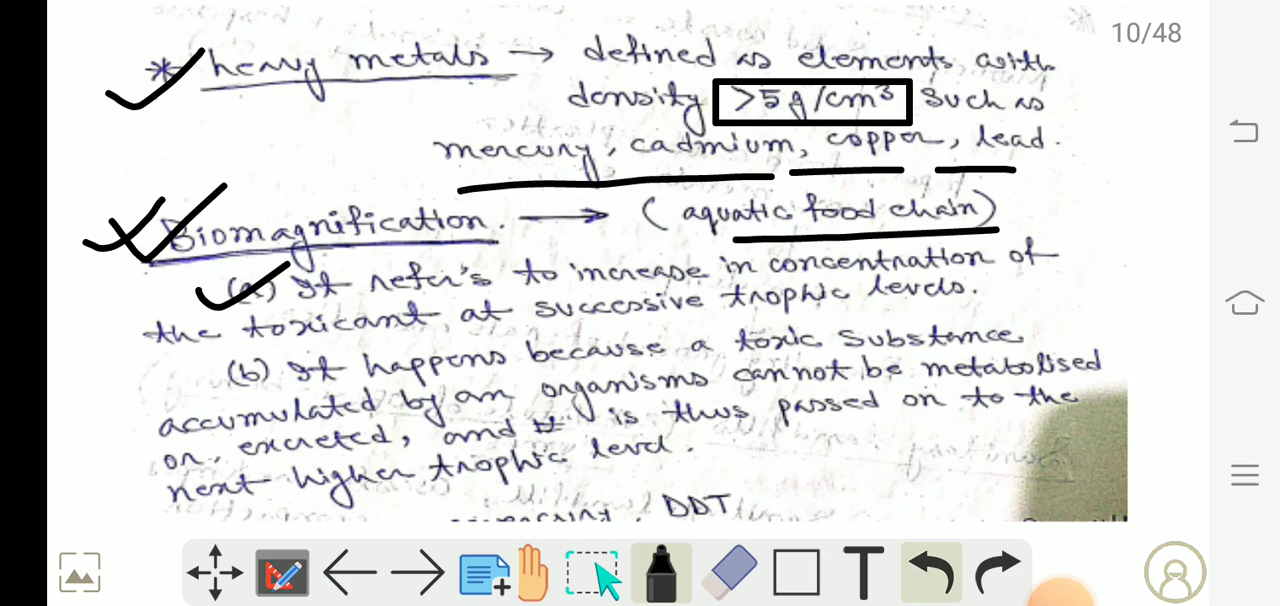 10/48
* heavy metals → defined as elements with
density >5 g/cm³ such as
mercury, cadmium, copper, lead.
Biomagnification. → (aquatic food chain)
(a) It refer's to increase in concentration of
the toxicant at successive trophic levels.
(b) It happens because a toxic substance
accumulated by an organisms cannot be metabolised
or excreted, and is thus passed on to the
next higher trophic level.
DDT
T